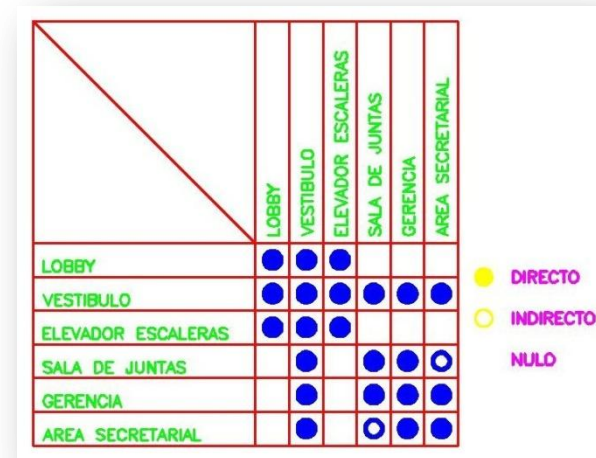 LOBBY
VESTIBULO
ELEVADOR ESCALERAS
SALA DE JUNTAS
GERENCIA
AREA SECRETARIAL
LOBBY
VESTIBULO
ELEVADOR ESCALERAS
SALA DE JUNTAS
GERENCIA
AREA SECRETARIAL
DIRECTO
INDIRECTO
NULO